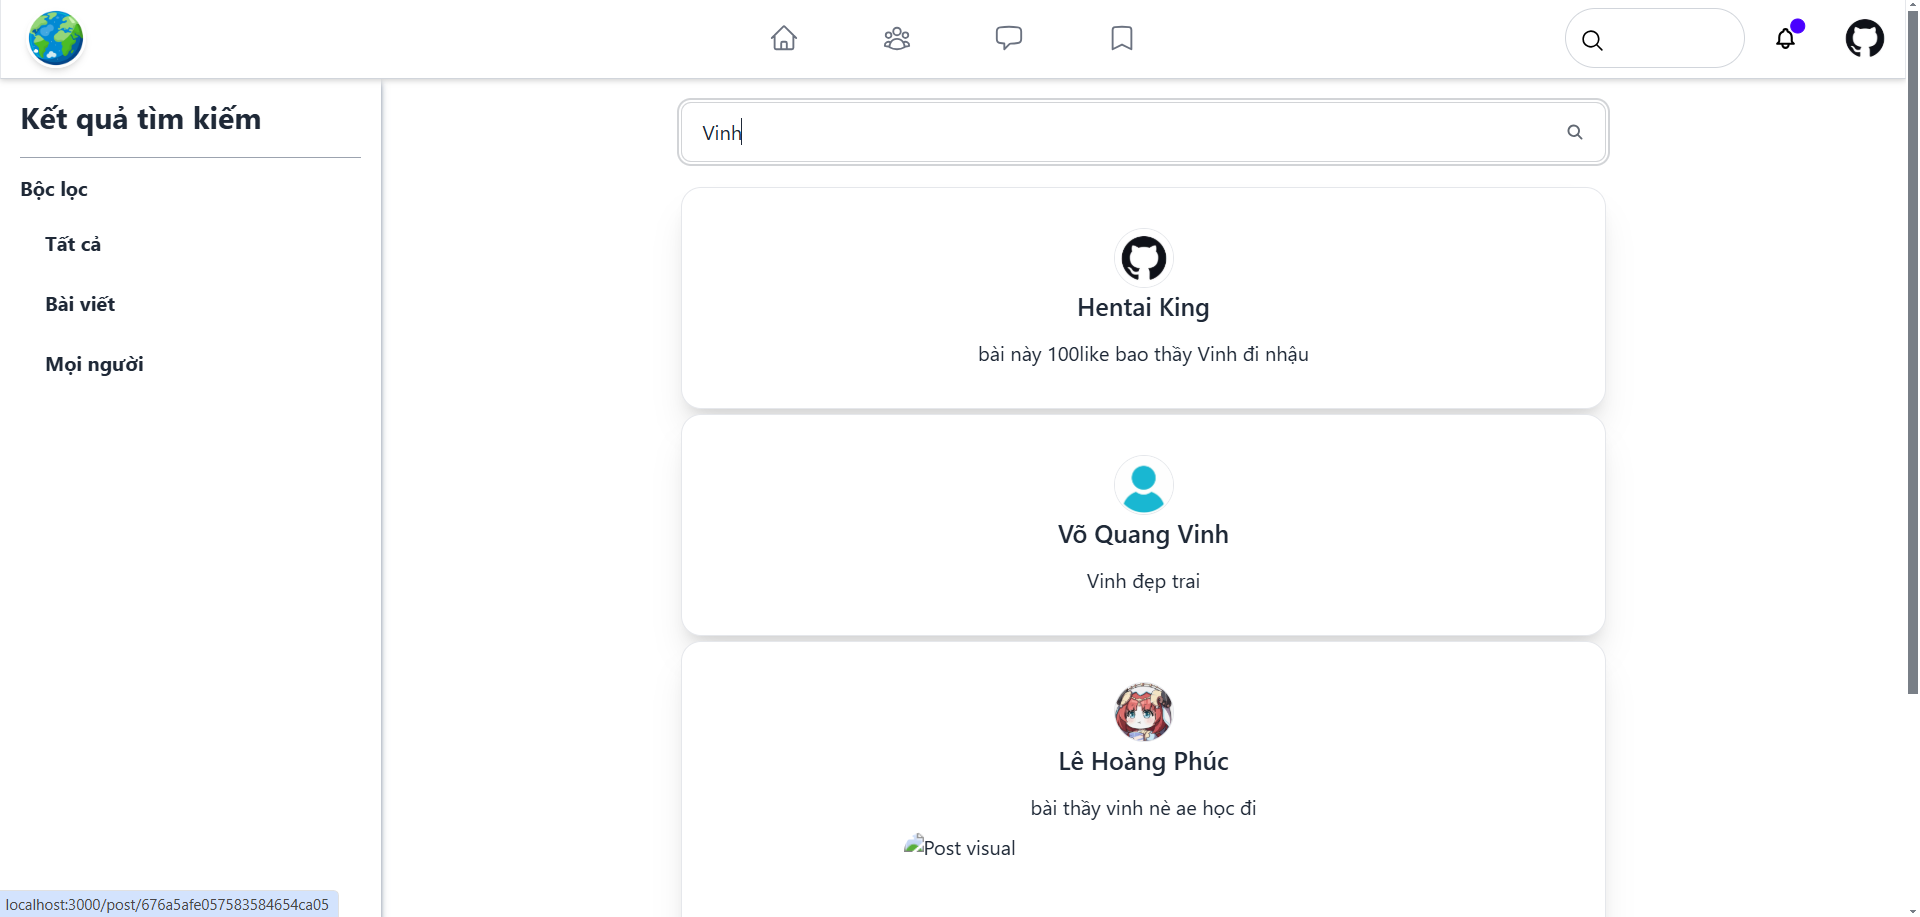 Kết quả tìm kiếm
Bộc lọc
Tất cả
Bài viết
Mọi người
Vinh
Hentai King
bài này 100like bao thầy Vinh đi nhậu
Võ Quang Vinh
Vinh đẹp trai
Lê Hoàng Phúc
bài thầy vinh nè ae học đi
Post visual
localhost:3000/post/676a5afe057583584654ca05